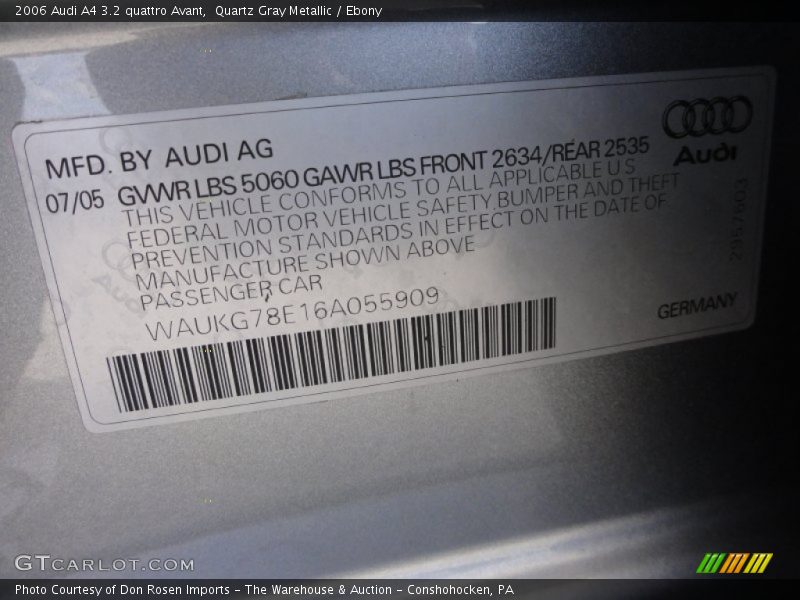 2006 Audi A4 3.2 quattro Avant,  Quartz Gray Metallic / Ebony
MFD. BY AUDI AG
Audi
07/05 GVWR LBS 5060 GAWR LBS FRONT 2634/REAR 2535
THIS VEHICLE CONFORMS TO ALL APPLICABLE U S
FEDERAL MOTOR VEHICLE SAFETY, BUMPER AND THEFT
PREVENTION STANDARDS IN EFFECT ON THE DATE OF
MANUFACTURE SHOWN ABOVE
PASSENGER CAR
2957603
WAUKG78E16A055909
GERMANY
GTCARLOT.COM
Photo Courtesy of Don Rosen Imports - The Warehouse & Auction - Conshohocken, PA